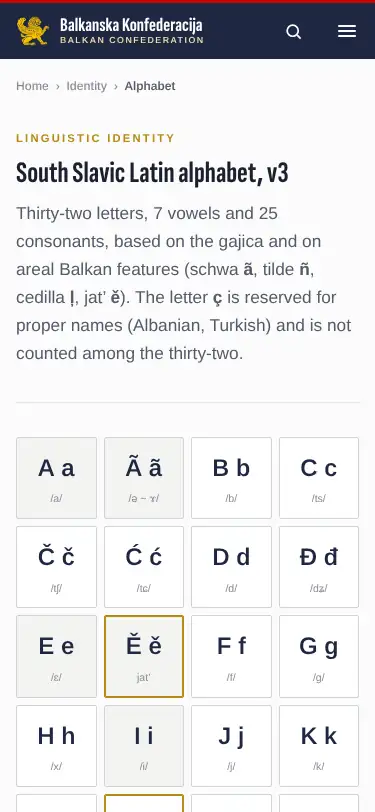 Balkanska Konfederacija
BALKAN CONFEDERATION
Home › Identity › Alphabet
LINGUISTIC IDENTITY
South Slavic Latin alphabet, v3
Thirty-two letters, 7 vowels and 25
consonants, based on the gajica and on
areal Balkan features (schwa ã, tilde ñ,
cedilla ļ, jat’ ě). The letter ç is reserved for
proper names (Albanian, Turkish) and is not
counted among the thirty-two.
A a Ã ã B b C c
/a/ /ə ~ ɤ/ /b/ /ts/
Č č Ć ć D d Đ đ
/tʃ/ /tɕ/ /d/ /dʑ/
E e Ě ě F f G g
/ɛ/ jat’ /f/ /g/
H h I i J j K k
/x/ /i/ /j/ /k/